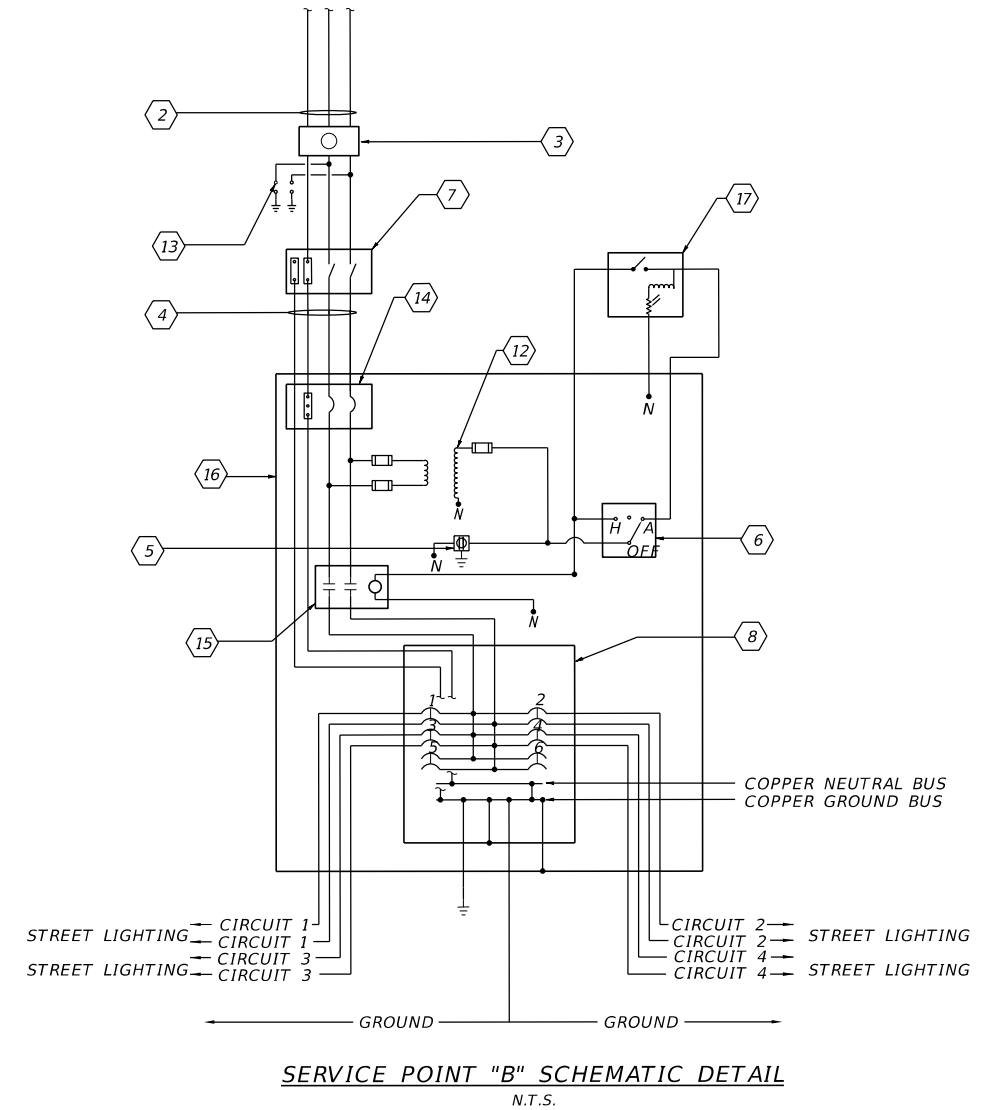 2
3
7
17
13
14
4
12
N
16
N
H
A
OFF
6
5
N
N
15
8
1
2
3
4
5
6
COPPER NEUTRAL BUS
COPPER GROUND BUS
CIRCUIT 1
CIRCUIT 2
STREET LIGHTING
STREET LIGHTING
CIRCUIT 1
CIRCUIT 2
CIRCUIT 3
CIRCUIT 4
STREET LIGHTING
STREET LIGHTING
CIRCUIT 3
CIRCUIT 4
GROUND
GROUND
SERVICE POINT "B" SCHEMATIC DETAIL
N.T.S.